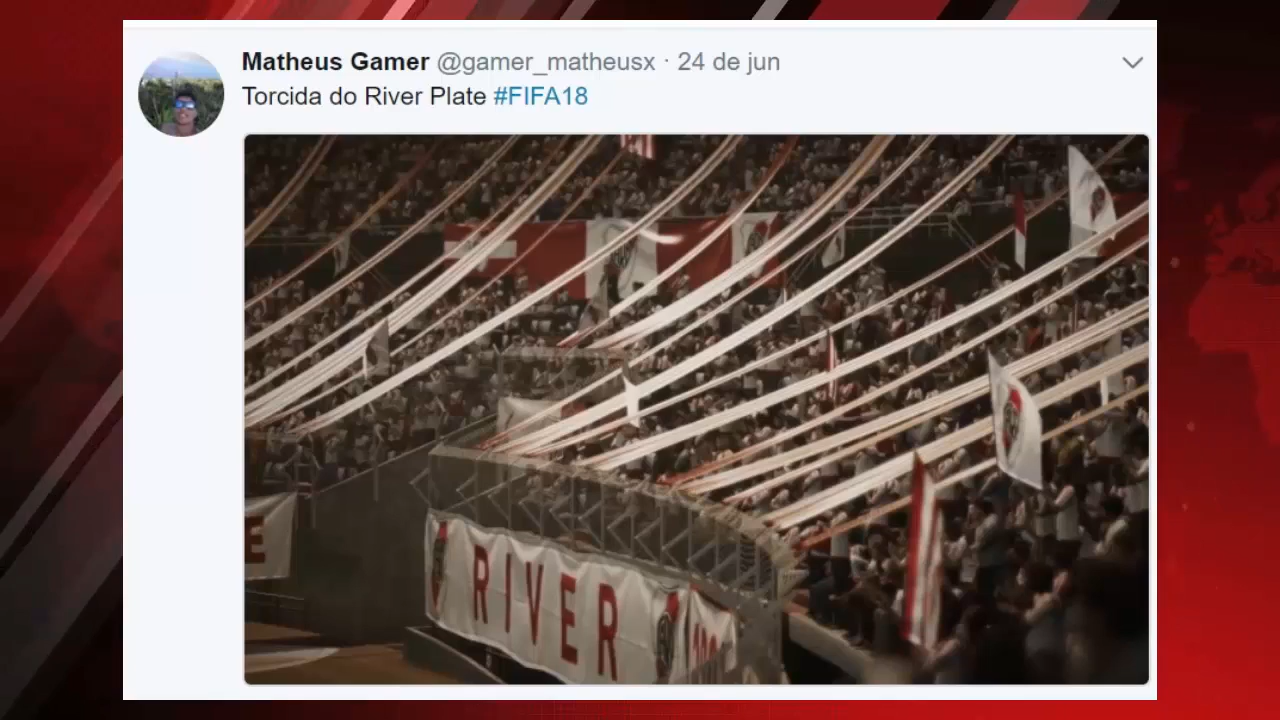 Matheus Gamer @gamer_matheusx · 24 de jun
Torcida do River Plate #FIFA18
E
RIVER